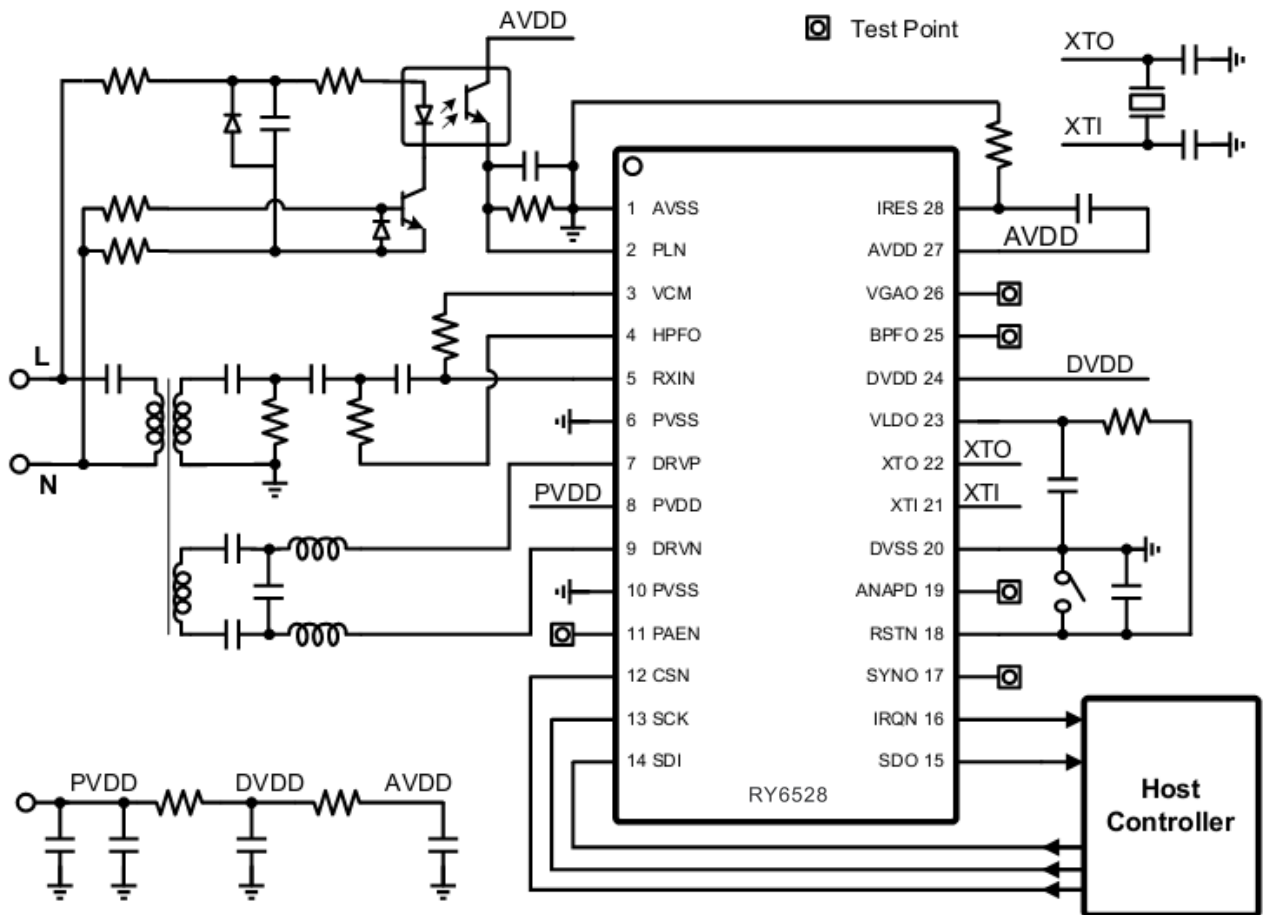 AVDD
Test Point
XTO
XTI
1 AVSS
2 PLN
3 VCM
4 HPFO
5 RXIN
6 PVSS
7 DRVP
8 PVDD
9 DRVN
10 PVSS
11 PAEN
12 CSN
13 SCK
14 SDI
IRES 28
AVDD 27
VGAO 26
BPFO 25
DVDD 24
VLDO 23
XTO 22
XTI 21
DVSS 20
ANAPD 19
RSTN 18
SYNO 17
IRQN 16
SDO 15
RY6528
AVDD
DVDD
XTO
XTI
L
N
PVDD
PVDD
DVDD
AVDD
Host
Controller